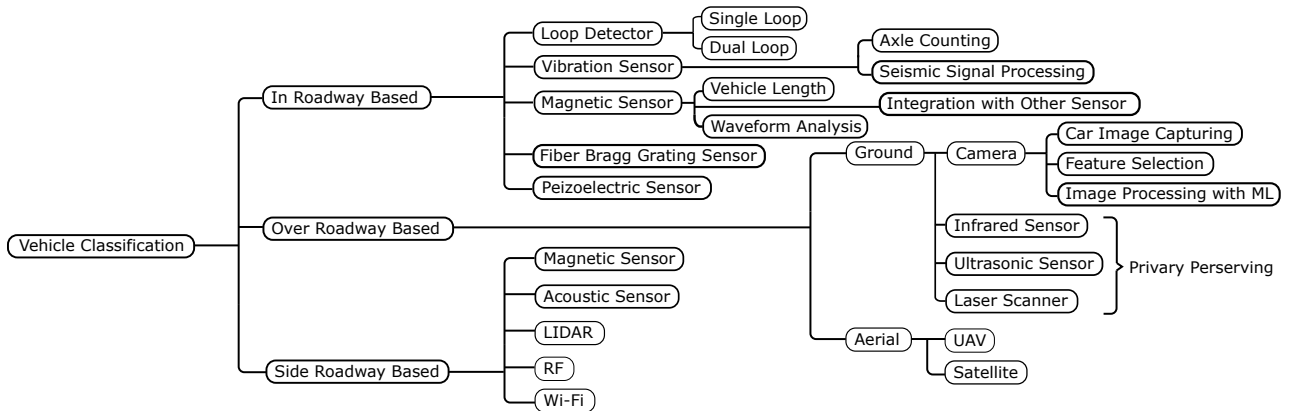 Vehicle Classification
In Roadway Based
Loop Detector
Single Loop
Dual Loop
Vibration Sensor
Axle Counting
Seismic Signal Processing
Magnetic Sensor
Vehicle Length
Integration with Other Sensor
Waveform Analysis
Fiber Bragg Grating Sensor
Peizoelectric Sensor
Over Roadway Based
Ground
Camera
Car Image Capturing
Feature Selection
Image Processing with ML
Infrared Sensor
Ultrasonic Sensor
Laser Scanner
Privary Perserving
Aerial
UAV
Satellite
Side Roadway Based
Magnetic Sensor
Acoustic Sensor
LIDAR
RF
Wi-Fi